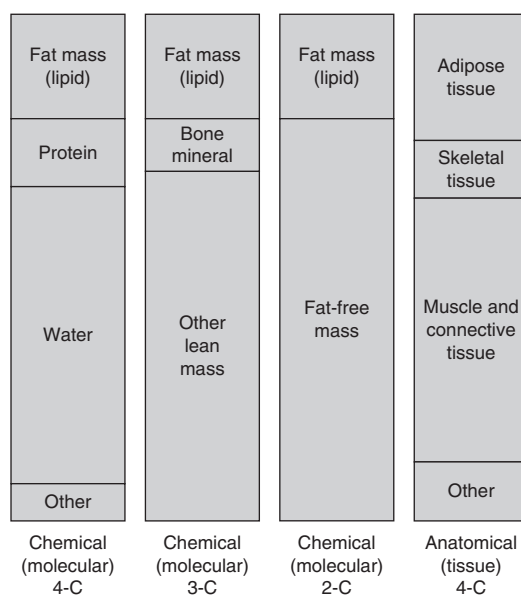 Fat mass
(lipid)
Protein
Water
Other
Chemical
(molecular)
4-C
Fat mass
(lipid)
Bone
mineral
Other
lean
mass
Chemical
(molecular)
3-C
Fat mass
(lipid)
Fat-free
mass
Chemical
(molecular)
2-C
Adipose
tissue
Skeletal
tissue
Muscle and
connective
tissue
Other
Anatomical
(tissue)
4-C